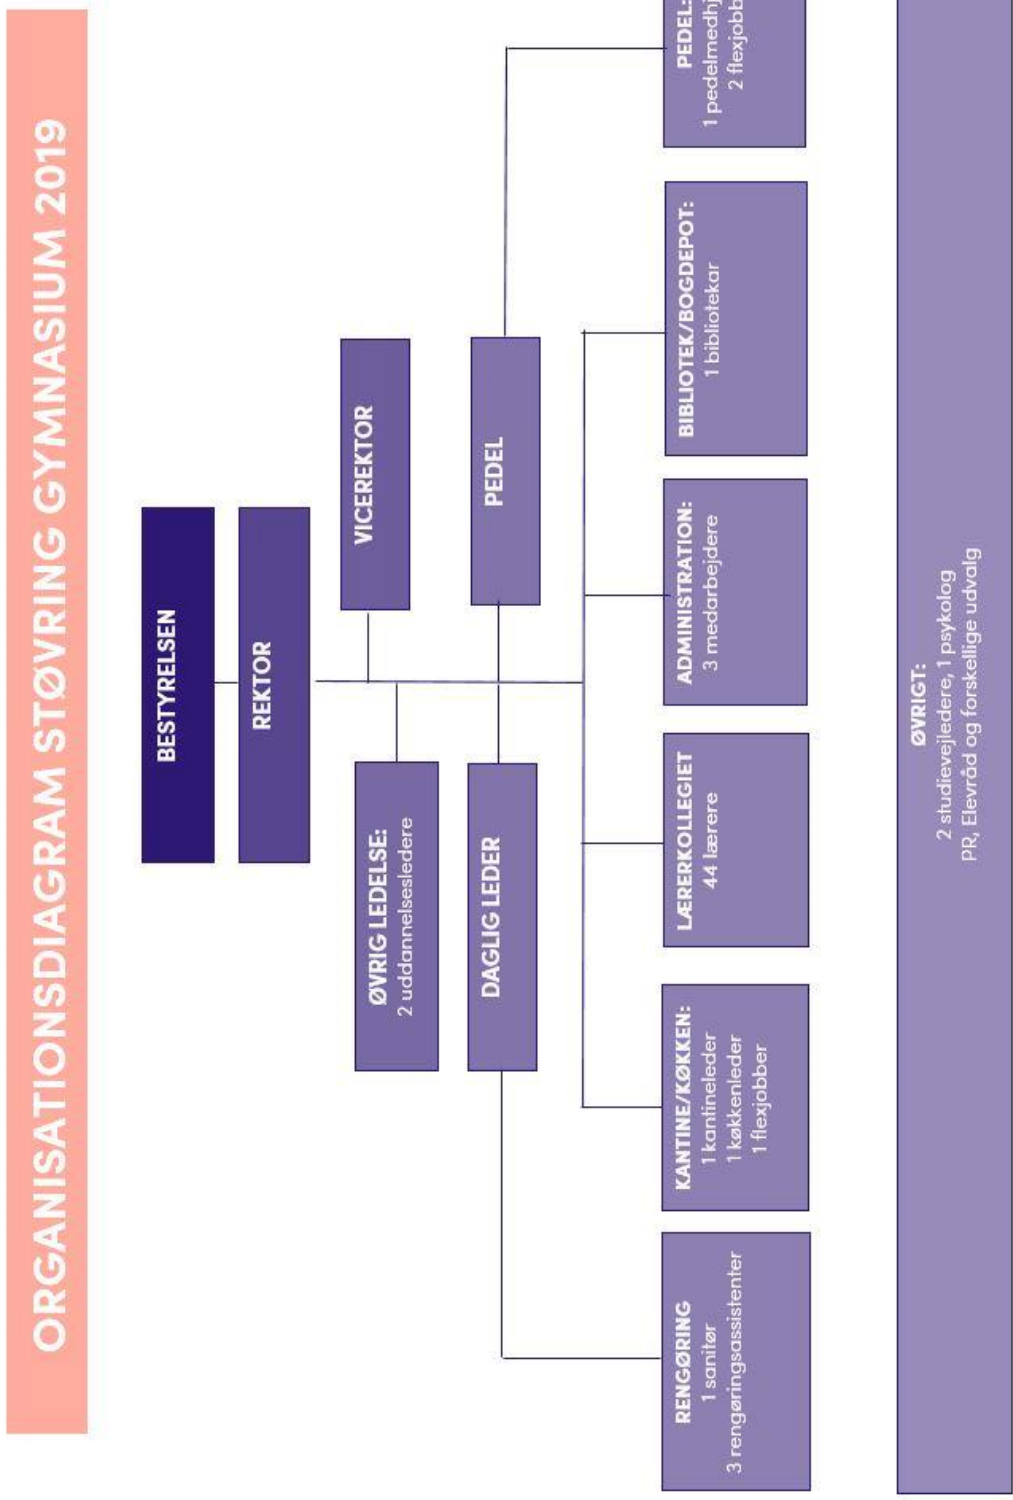 ORGANISATIONSDIAGRAM STØVRING GYMNASIUM 2019
BESTYRELSEN
REKTOR
VICEREKTOR
ØVRIG LEDELSE:
2 uddannelsesledere
DAGLIG LEDER
PEDEL
RENGØRING
1 sanitør
3 rengøringsassistenter
KANTINE/KØKKEN:
1 kantineleder
1 køkkenleder
1 flexjobber
LÆRERKOLLEGIET
44 lærere
ADMINISTRATION:
3 medarbejdere
BIBLIOTEK/BOGDEPOT:
1 bibliotekar
PEDEL:
1
2
ØVRIGT:
2 studievejledere, 1 psykolog
PR, Elevråd og forskellige udvalg